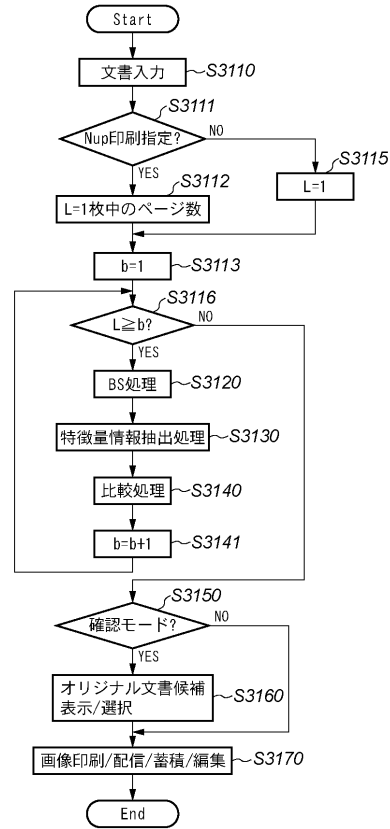 Start
文書入力
S3110
S3111
Nup印刷指定?
NO
YES
S3112
L=1枚中のページ数
S3115
L=1
b=1
S3113
S3116
L≧b?
NO
YES
BS処理
S3120
特徴量情報抽出処理
S3130
比較処理
S3140
b=b+1
S3141
S3150
確認モード?
NO
YES
オリジナル文書候補
表示/選択
S3160
画像印刷/配信/蓄積/編集
S3170
End